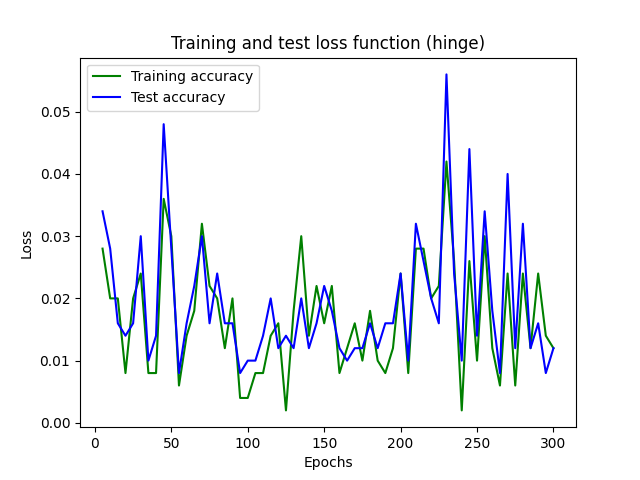 Training and test loss function (hinge)
Training accuracy
Test accuracy
0.05
0.04
0.03
0.02
0.01
0.00
Loss
0 50 100 150 200 250 300
Epochs